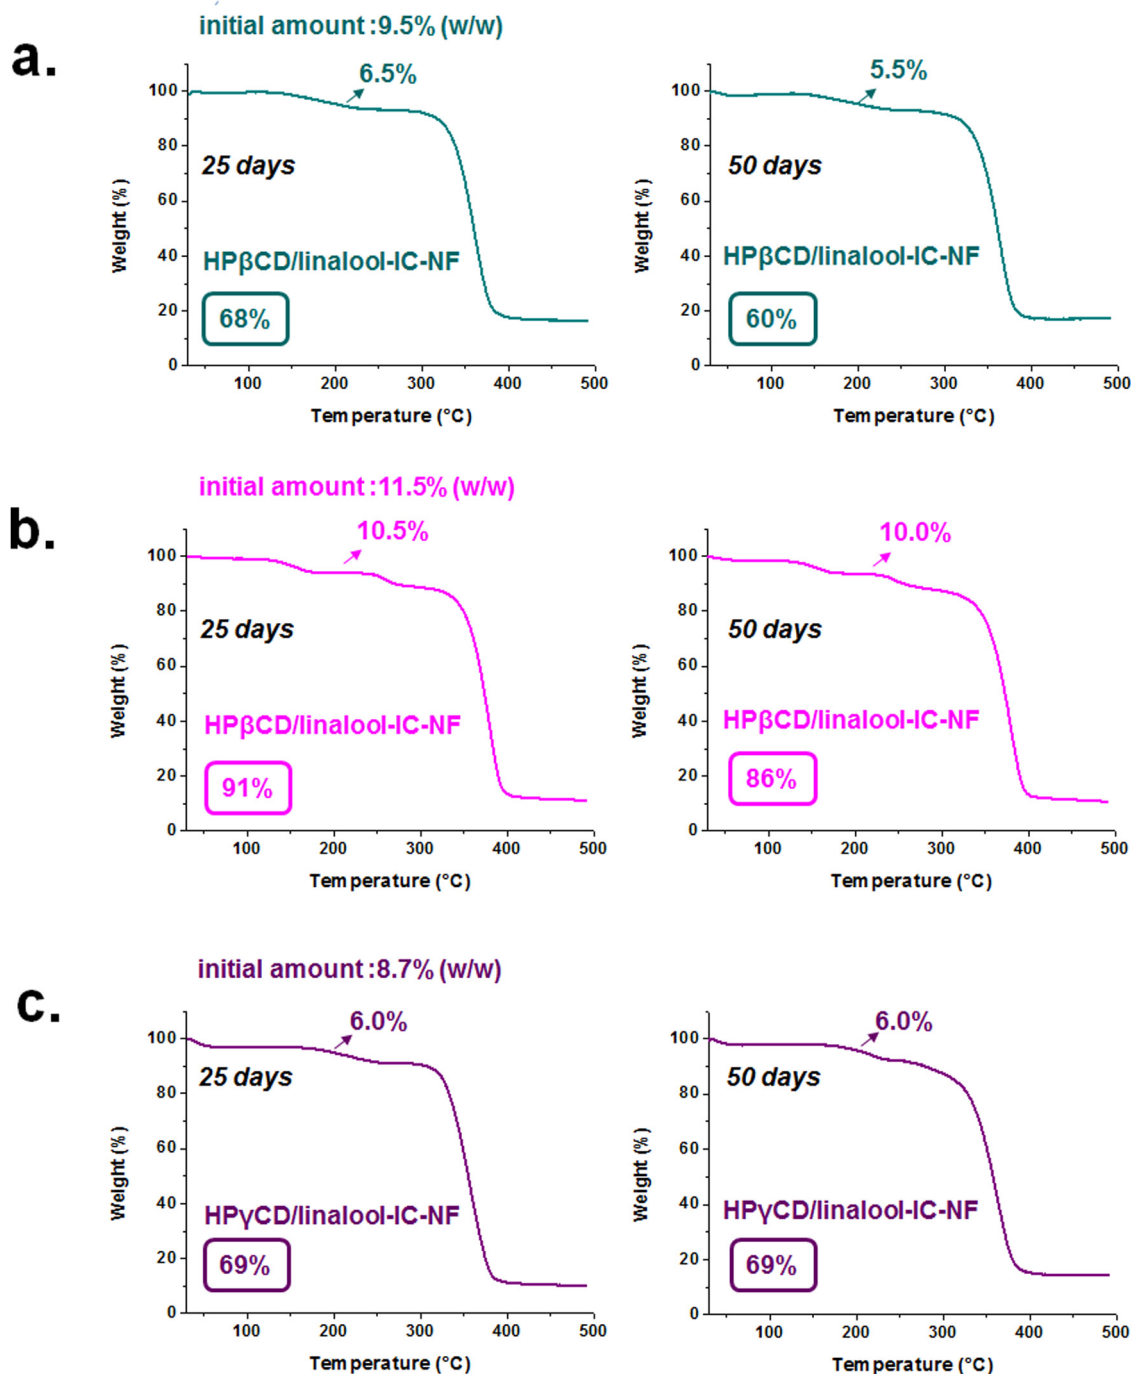 initial amount :9.5% (w/w)
a.
6.5%
100
80
60
40
20
0
Weight (%)
25 days
HPβCD/linalool-IC-NF
68%
100 200 300 400 500
Temperature (°C)
5.5%
100
80
60
40
20
0
Weight (%)
50 days
HPβCD/linalool-IC-NF
60%
100 200 300 400 500
Temperature (°C)
initial amount :11.5% (w/w)
b.
10.5%
100
80
60
40
20
0
Weight (%)
25 days
HPβCD/linalool-IC-NF
91%
100 200 300 400 500
Temperature (°C)
10.0%
100
80
60
40
20
0
Weight (%)
50 days
HPβCD/linalool-IC-NF
86%
100 200 300 400 500
Temperature (°C)
initial amount :8.7% (w/w)
c.
6.0%
100
80
60
40
20
0
Weight (%)
25 days
HPγCD/linalool-IC-NF
69%
100 200 300 400 500
Temperature (°C)
6.0%
100
80
60
40
20
0
Weight (%)
50 days
HPγCD/linalool-IC-NF
69%
100 200 300 400 500
Temperature (°C)